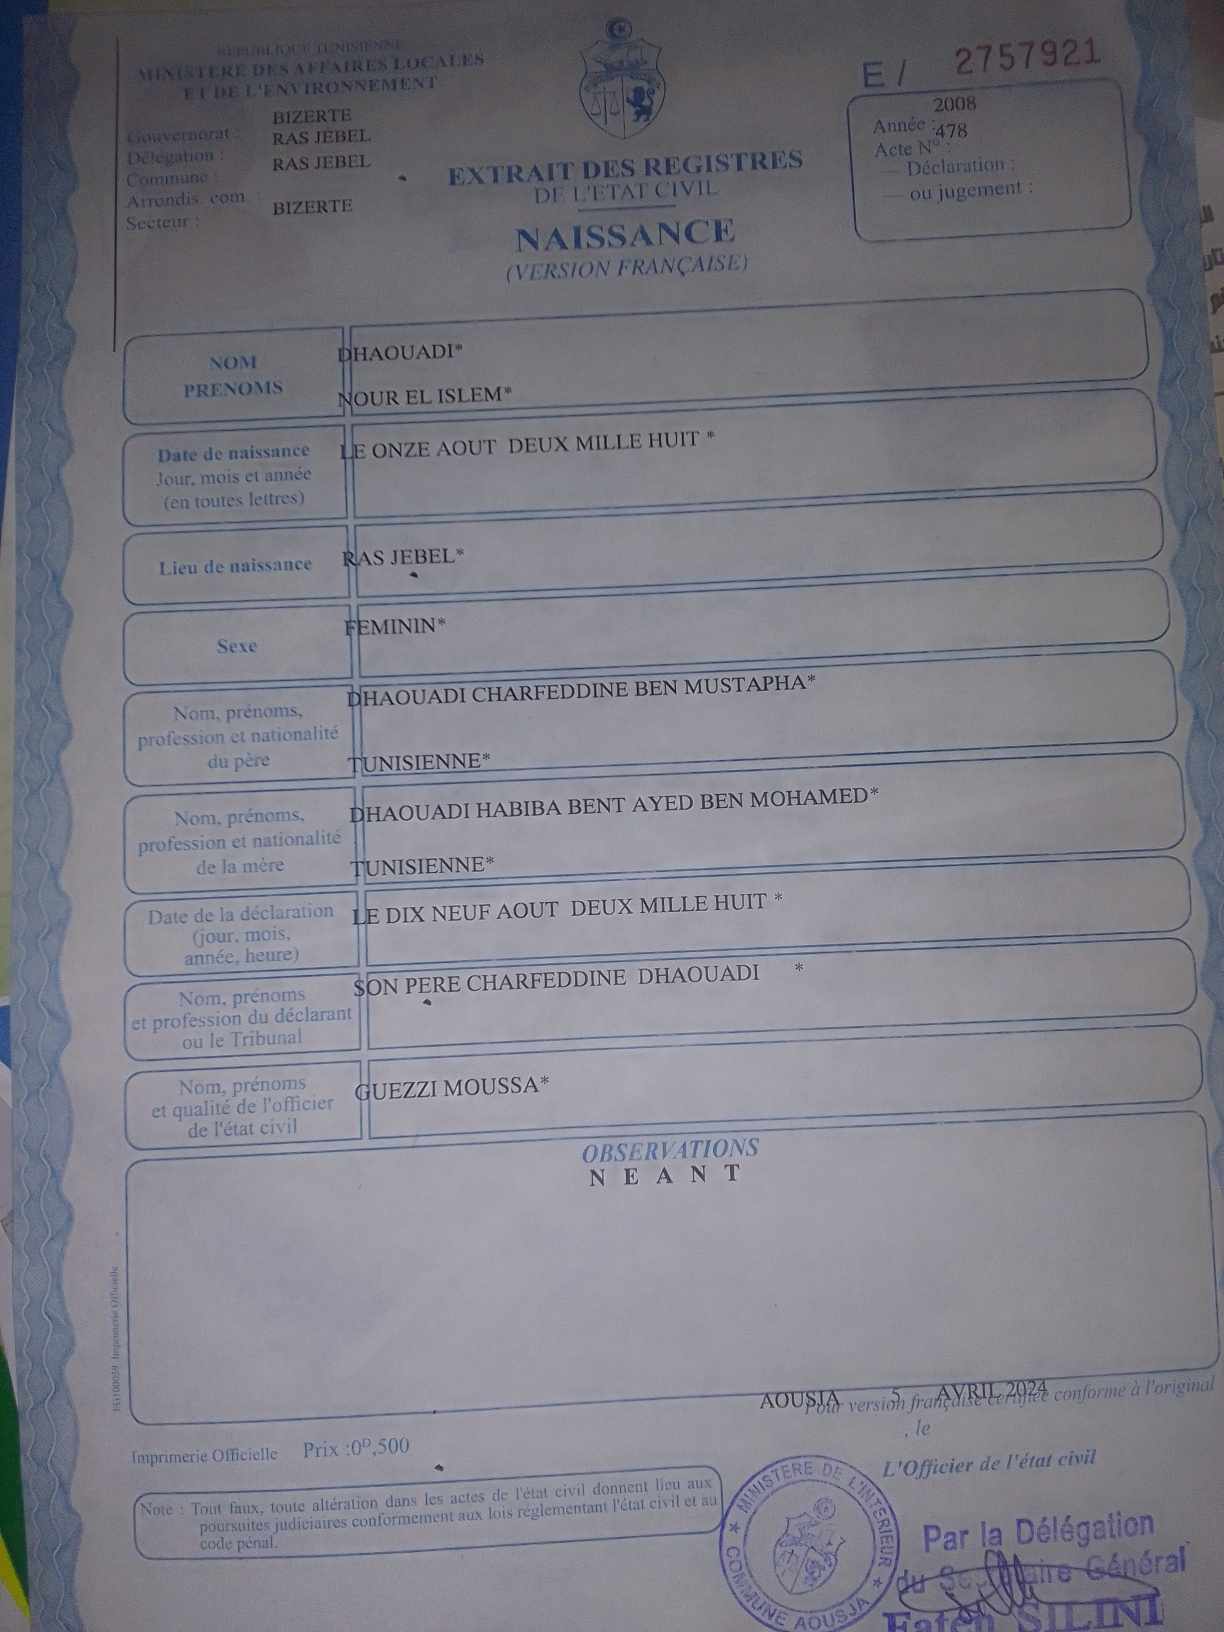 REPUBLIQUE TUNISIENNE
MINISTERE DES AFFAIRES LOCALES
ET DE L'ENVIRONNEMENT
Gouvernorat : BIZERTE
Délégation : RAS JEBEL
Commune : RAS JEBEL
Arrondis. com. :
Secteur : BIZERTE
EXTRAIT DES REGISTRES
DE L'ETAT CIVIL
NAISSANCE
(VERSION FRANÇAISE)
E / 2757921
Année : 2008
Acte N° : 478
— Déclaration :
— ou jugement :
NOM
PRENOMS
DHAOUADI*
NOUR EL ISLEM*
Date de naissance
Jour, mois et année
(en toutes lettres)
LE ONZE AOUT DEUX MILLE HUIT *
Lieu de naissance
RAS JEBEL*
Sexe
FEMININ*
Nom, prénoms,
profession et nationalité
du père
DHAOUADI CHARFEDDINE BEN MUSTAPHA*
TUNISIENNE*
Nom, prénoms,
profession et nationalité
de la mère
DHAOUADI HABIBA BENT AYED BEN MOHAMED*
TUNISIENNE*
Date de la déclaration
(jour, mois,
année, heure)
LE DIX NEUF AOUT DEUX MILLE HUIT *
Nom, prénoms
et profession du déclarant
ou le Tribunal
SON PERE CHARFEDDINE DHAOUADI *
Nom, prénoms
et qualité de l'officier
de l'état civil
GUEZZI MOUSSA*
OBSERVATIONS
N E A N T
Imprimerie Officielle
AOUSJA 5 AVRIL 2024
Pour version française certifiée conforme à l'original
, le
L'Officier de l'état civil
Imprimerie Officielle Prix :0ᴰ,500
Note : Tout faux, toute altération dans les actes de l'état civil donnent lieu aux
poursuites judiciaires conformement aux lois réglementant l'état civil et au
code pénal.
★ MINISTERE DE L'INTERIEUR ★
COMMUNE AOUSJA
Par la Délégation
du Secrétaire Général
Faten SILINI